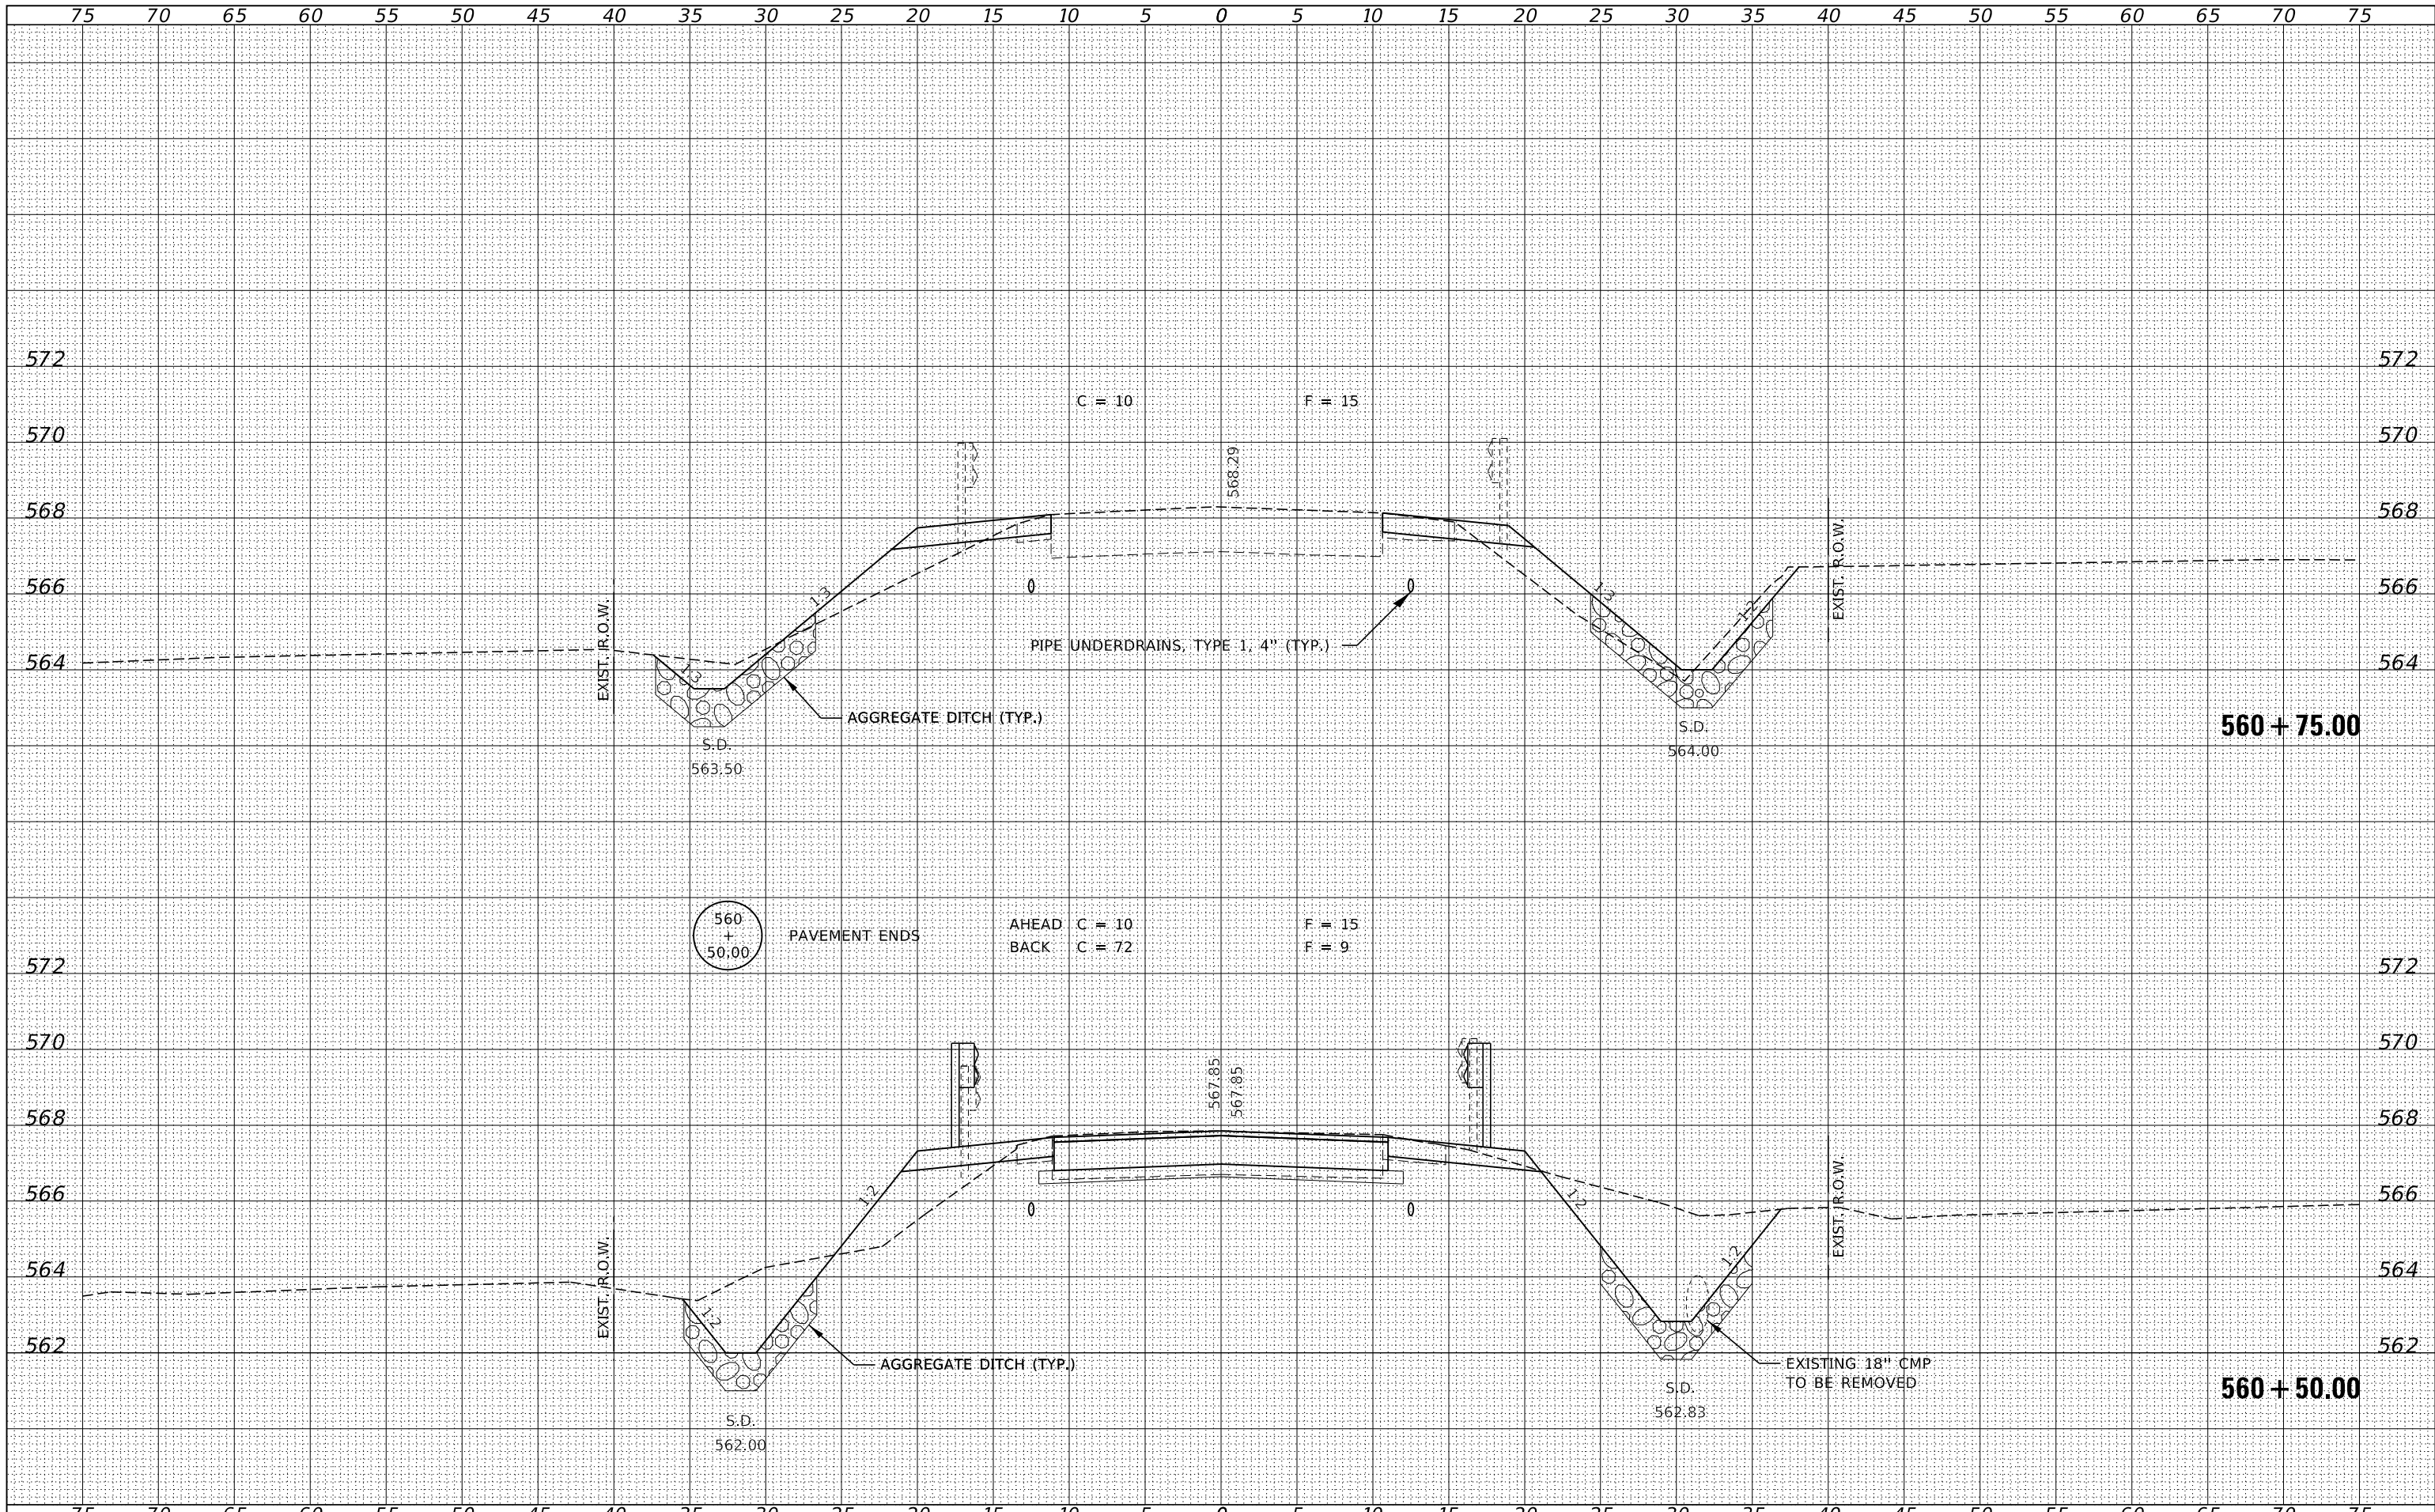 75 70 65 60 55 50 45 40 35 30 25 20 15 10 5 0 5 10 15 20 25 30 35 40 45 50 55 60 65 70 75
572 572
C = 10 F = 15
570 570
568.29
568 568
EXIST. R.O.W.
566 566
1:3 1:3 1:2
EXIST. R.O.W.
PIPE UNDERDRAINS, TYPE 1, 4" (TYP.)
564 564
1:3
AGGREGATE DITCH (TYP.)
S.D.
563.50
S.D.
564.00
560 + 75.00
560
+
50.00
PAVEMENT ENDS
AHEAD C = 10 F = 15
BACK C = 72 F = 9
572 572
570 570
567.85
567.85
568 568
1:2 1:2
566 566
EXIST. R.O.W.
EXIST. R.O.W.
1:2
564 564
1:2
562 562
AGGREGATE DITCH (TYP.)
EXISTING 18" CMP
TO BE REMOVED
S.D.
562.00
S.D.
562.83
560 + 50.00
75 70 65 60 55 50 45 40 35 30 25 20 15 10 5 0 5 10 15 20 25 30 35 40 45 50 55 60 65 70 75